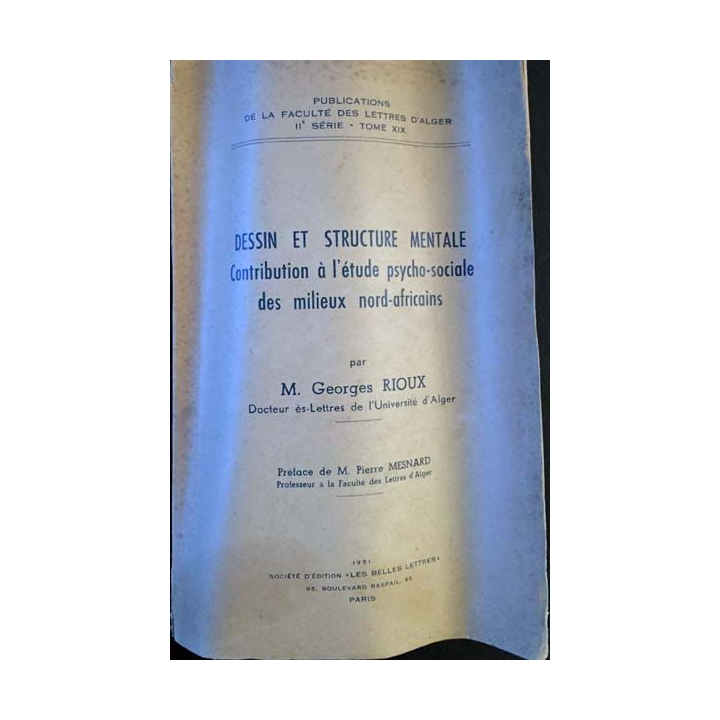 PUBLICATIONS
DE LA FACULTÉ DES LETTRES D'ALGER
IIᵉ SÉRIE - TOME XIX
DESSIN ET STRUCTURE MENTALE
Contribution à l'étude psycho-sociale
des milieux nord-africains
par
M. Georges RIOUX
Docteur ès-Lettres de l'Université d'Alger
Préface de M. Pierre MESNARD
Professeur à la Faculté des Lettres d'Alger
1951
SOCIÉTÉ D'ÉDITION «LES BELLES LETTRES»
95, BOULEVARD RASPAIL, 95
PARIS